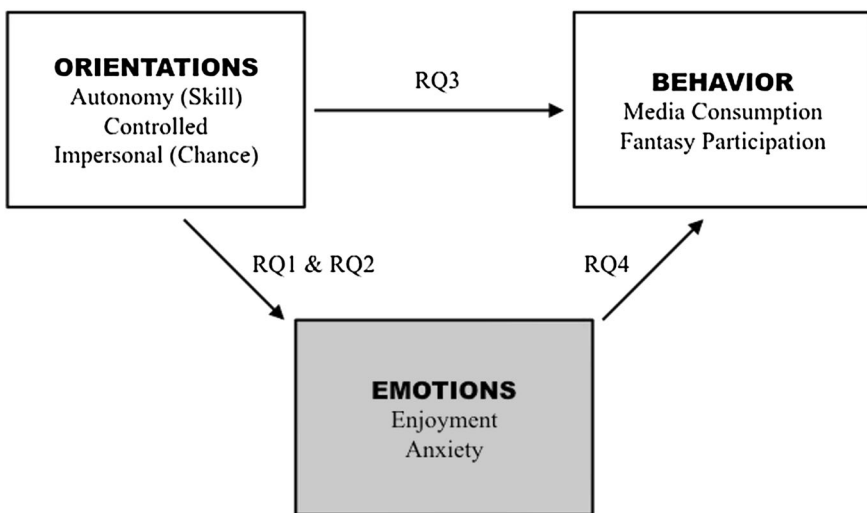 ORIENTATIONS
Autonomy (Skill)
Controlled
Impersonal (Chance)
RQ3
BEHAVIOR
Media Consumption
Fantasy Participation
RQ1 & RQ2
RQ4
EMOTIONS
Enjoyment
Anxiety